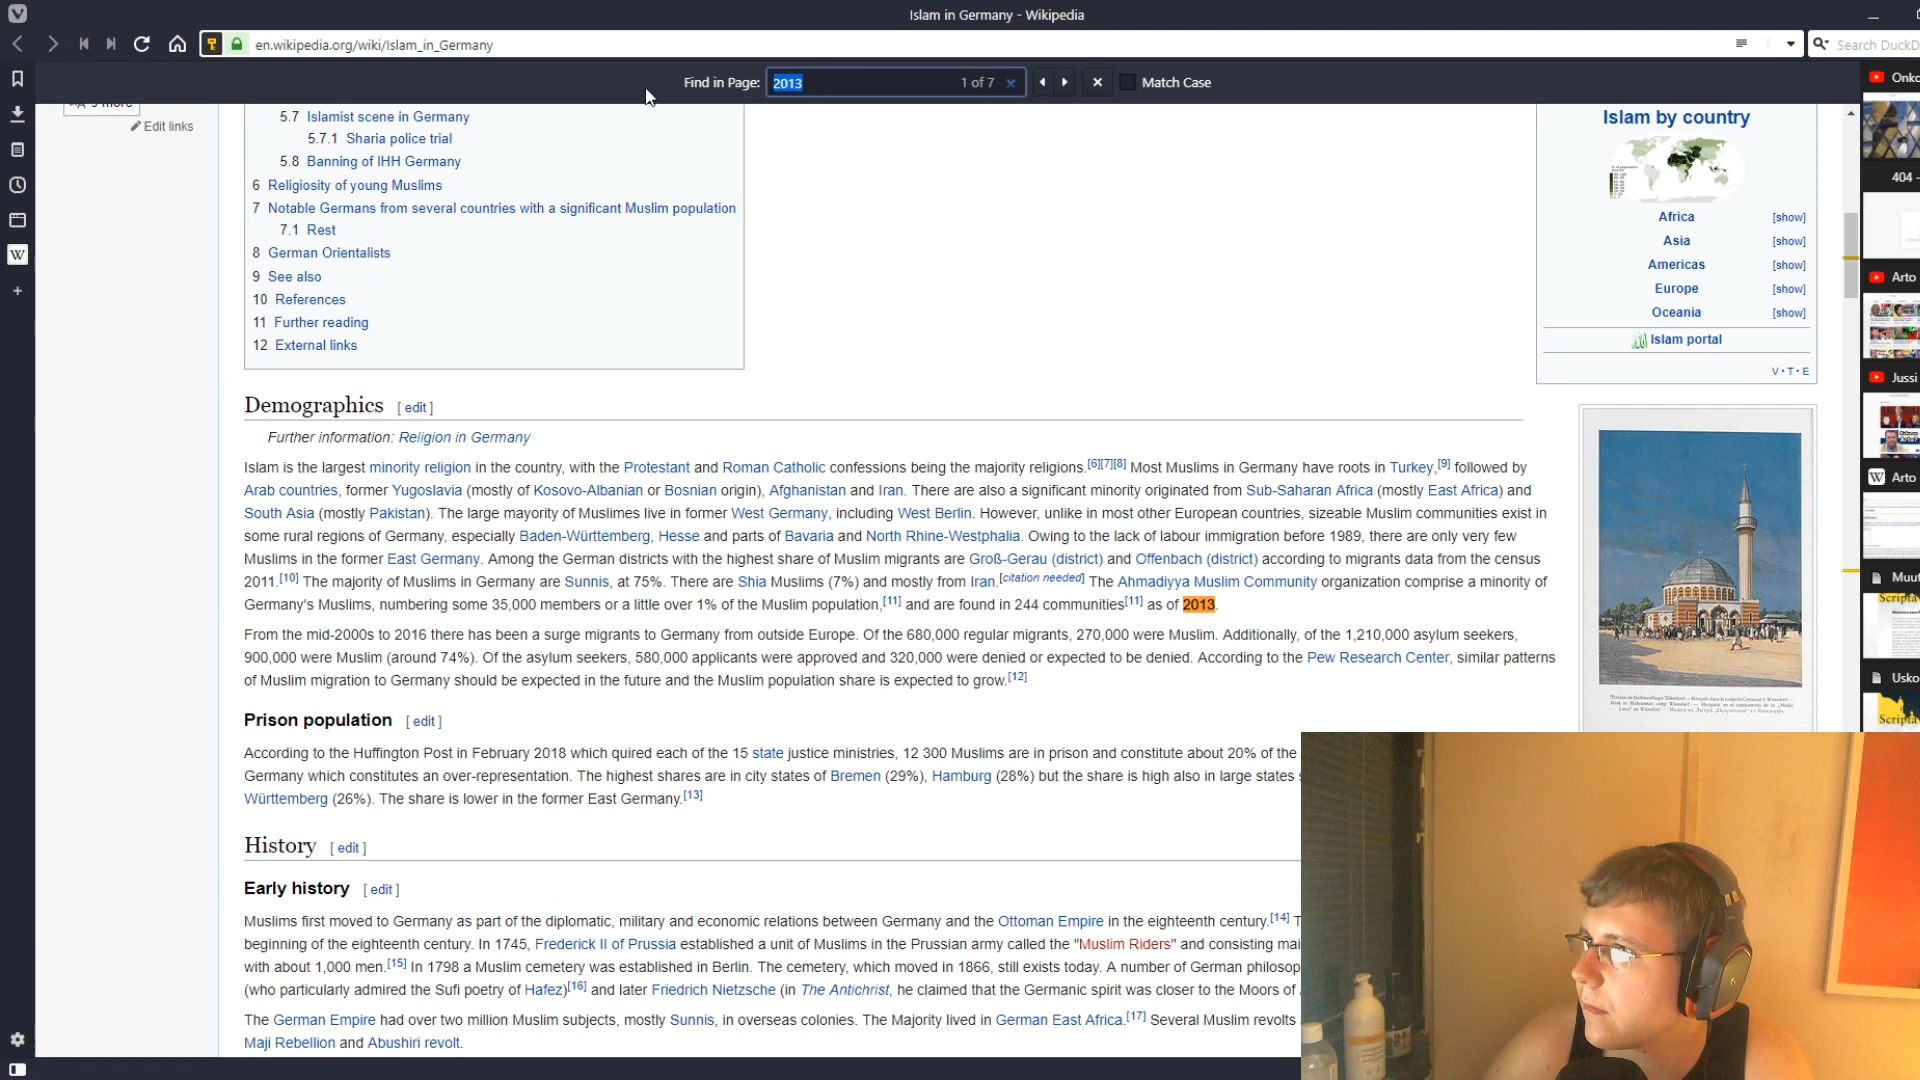 Islam in Germany - Wikipedia
en.wikipedia.org/wiki/Islam_in_Germany
Search DuckD
Find in Page: 2013 1 of 7 Match Case
Edit links
5.7 Islamist scene in Germany
5.7.1 Sharia police trial
5.8 Banning of IHH Germany
6 Religiosity of young Muslims
7 Notable Germans from several countries with a significant Muslim population
7.1 Rest
8 German Orientalists
9 See also
10 References
11 Further reading
12 External links
Islam by country
Africa [show]
Asia [show]
Americas [show]
Europe [show]
Oceania [show]
Islam portal
V·T·E
Demographics [ edit ]
Further information: Religion in Germany
Islam is the largest minority religion in the country, with the Protestant and Roman Catholic confessions being the majority religions.[6][7][8] Most Muslims in Germany have roots in Turkey,[9] followed by
Arab countries, former Yugoslavia (mostly of Kosovo-Albanian or Bosnian origin), Afghanistan and Iran. There are also a significant minority originated from Sub-Saharan Africa (mostly East Africa) and
South Asia (mostly Pakistan). The large mayority of Muslimes live in former West Germany, including West Berlin. However, unlike in most other European countries, sizeable Muslim communities exist in
some rural regions of Germany, especially Baden-Württemberg, Hesse and parts of Bavaria and North Rhine-Westphalia. Owing to the lack of labour immigration before 1989, there are only very few
Muslims in the former East Germany. Among the German districts with the highest share of Muslim migrants are Groß-Gerau (district) and Offenbach (district) according to migrants data from the census
2011.[10] The majority of Muslims in Germany are Sunnis, at 75%. There are Shia Muslims (7%) and mostly from Iran.[citation needed] The Ahmadiyya Muslim Community organization comprise a minority of
Germany's Muslims, numbering some 35,000 members or a little over 1% of the Muslim population,[11] and are found in 244 communities[11] as of 2013.
From the mid-2000s to 2016 there has been a surge migrants to Germany from outside Europe. Of the 680,000 regular migrants, 270,000 were Muslim. Additionally, of the 1,210,000 asylum seekers,
900,000 were Muslim (around 74%). Of the asylum seekers, 580,000 applicants were approved and 320,000 were denied or expected to be denied. According to the Pew Research Center, similar patterns
of Muslim migration to Germany should be expected in the future and the Muslim population share is expected to grow.[12]
Prison population [ edit ]
According to the Huffington Post in February 2018 which quired each of the 15 state justice ministries, 12 300 Muslims are in prison and constitute about 20% of the
Germany which constitutes an over-representation. The highest shares are in city states of Bremen (29%), Hamburg (28%) but the share is high also in large states
Württemberg (26%). The share is lower in the former East Germany.[13]
History [ edit ]
Early history [ edit ]
Muslims first moved to Germany as part of the diplomatic, military and economic relations between Germany and the Ottoman Empire in the eighteenth century.[14] T
beginning of the eighteenth century. In 1745, Frederick II of Prussia established a unit of Muslims in the Prussian army called the "Muslim Riders" and consisting mai
with about 1,000 men.[15] In 1798 a Muslim cemetery was established in Berlin. The cemetery, which moved in 1866, still exists today. A number of German philosop
(who particularly admired the Sufi poetry of Hafez)[16] and later Friedrich Nietzsche (in The Antichrist, he claimed that the Germanic spirit was closer to the Moors of
The German Empire had over two million Muslim subjects, mostly Sunnis, in overseas colonies. The Majority lived in German East Africa.[17] Several Muslim revolts
Maji Rebellion and Abushiri revolt.
Onko
404 -
Arto
Jussi
Arto
Muut
Scripta
Usko
Scripta